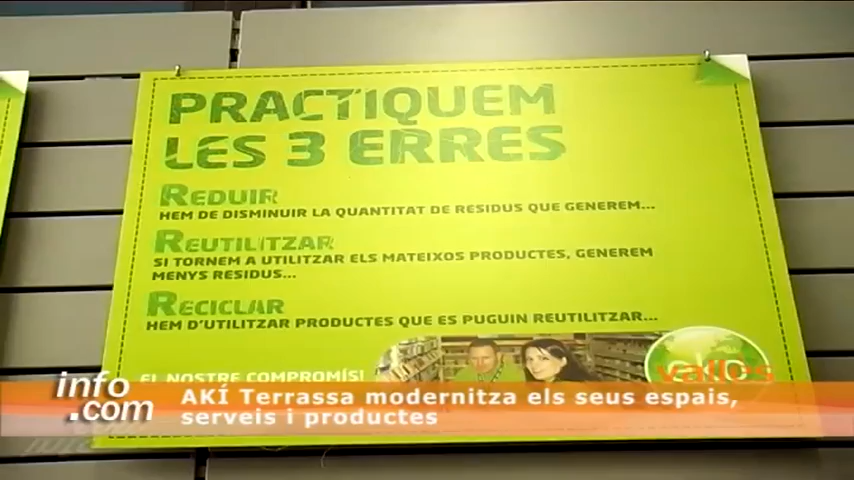 PRACTIQUEM
LES 3 ERRES
REDUIR
HEM DE DISMINUIR LA QUANTITAT DE RESIDUS QUE GENEREM...
REUTILITZAR
SI TORNEM A UTILITZAR ELS MATEIXOS PRODUCTES, GENEREM
MENYS RESIDUS...
RECICLAR
HEM D'UTILITZAR PRODUCTES QUE ES PUGUIN REUTILITZAR...
EL NOSTRE COMPROMÍS!
valles
info
.com
AKÍ Terrassa modernitza els seus espais,
serveis i productes